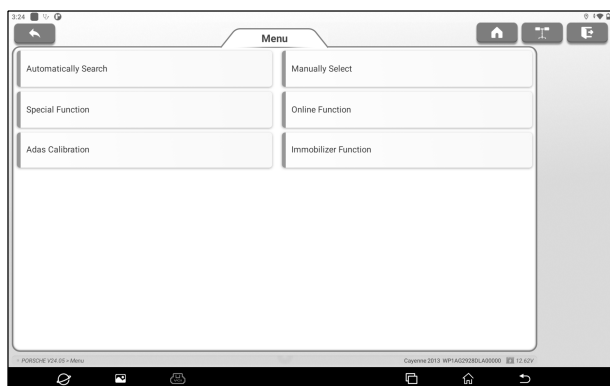 3:24
Menu
Automatically Search
Manually Select
Special Function
Online Function
Adas Calibration
Immobilizer Function
PORSCHE V24.05 > Menu
Cayenne 2013 WP1AG2928DLA00000 12.62V